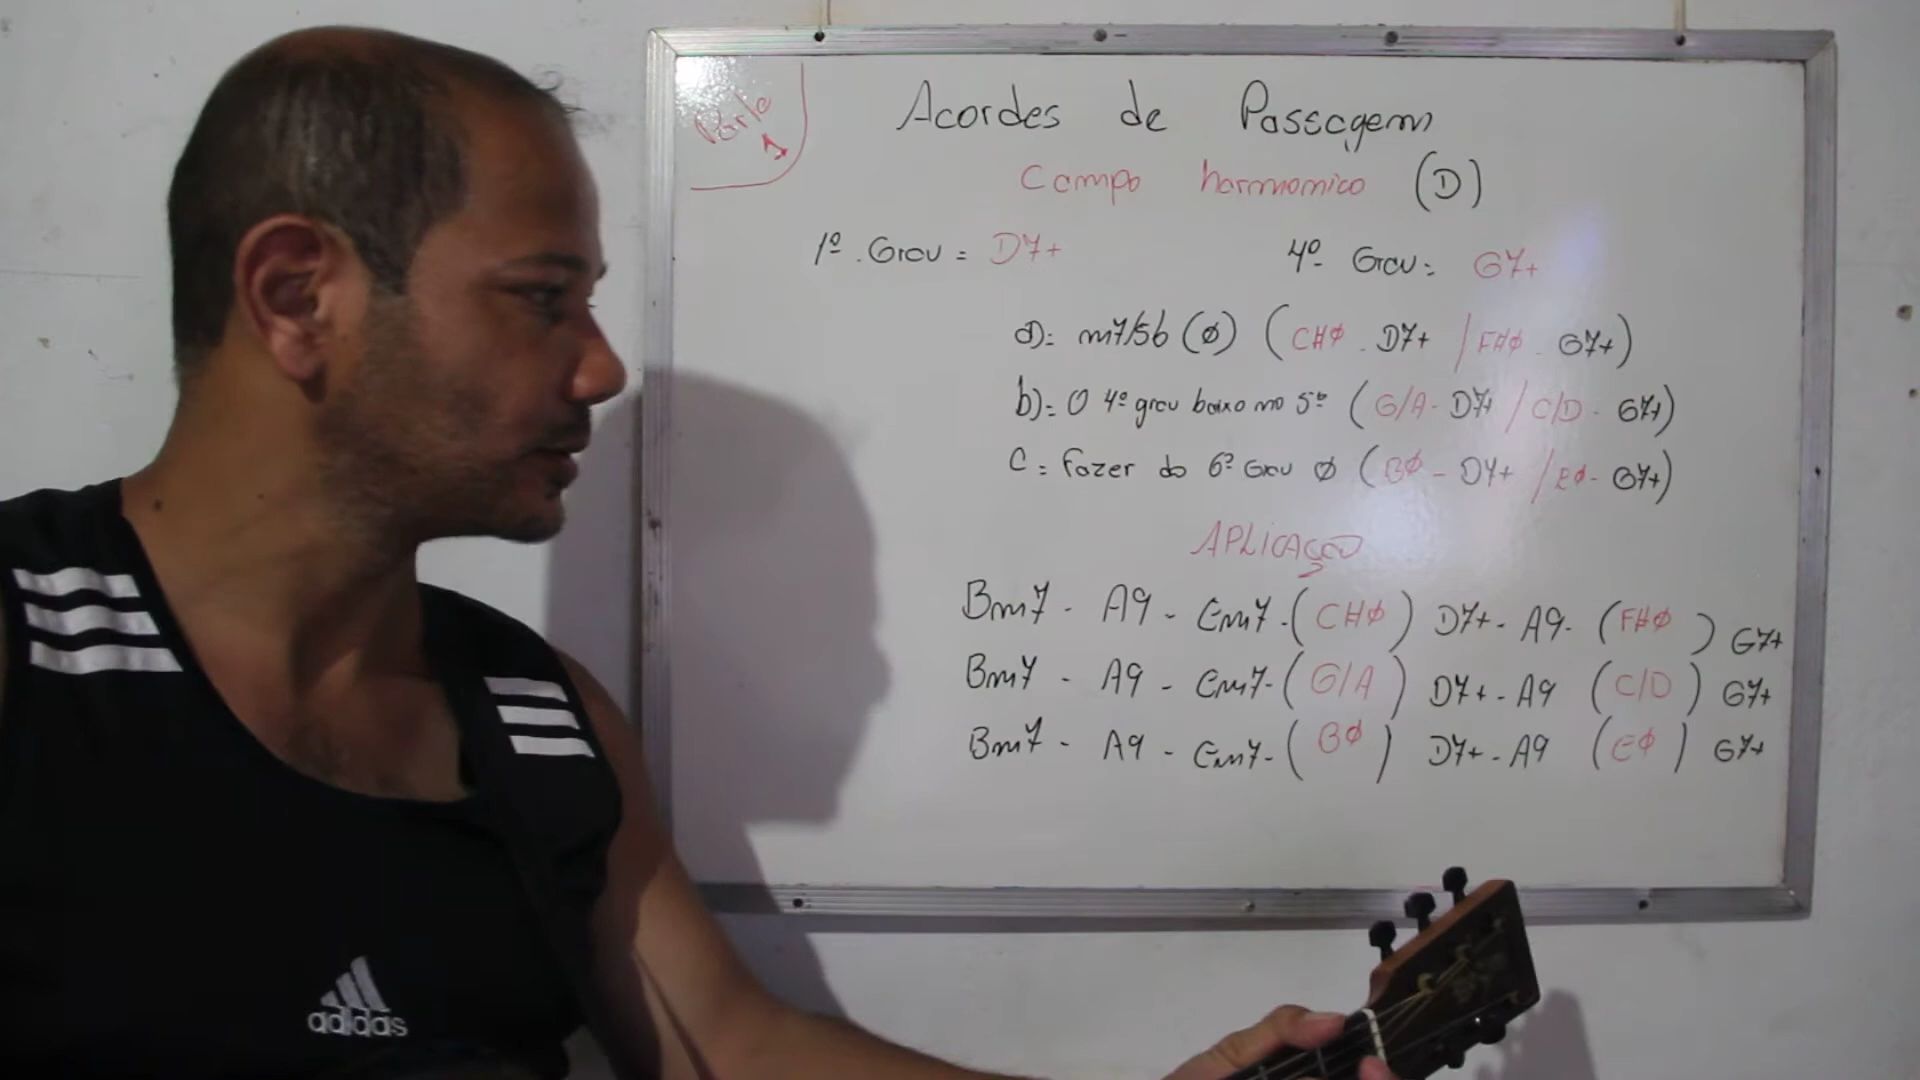 Parte
1
Acordes de Passagem
Campo harmonico (D)
1º Grau = D7+
4º Grau: G7+
a): m7/5b (ø) (C#ø - D7+ / F#ø - G7+)
b): O 4º grau baixo no 5º (G/A - D7+ / C/D - G7+)
C = Fazer do 6º Grau ø (Bø - D7+ / Eø - G7+)
APLICAÇÃO
Bm7 - A9 - Em7 - (C#ø) D7+ - A9 - (F#ø) G7+
Bm7 - A9 - Em7 - (G/A) D7+ - A9 (C/D) G7+
Bm7 - A9 - Em7 - (Bø) D7+ - A9 (Eø) G7+
adidas